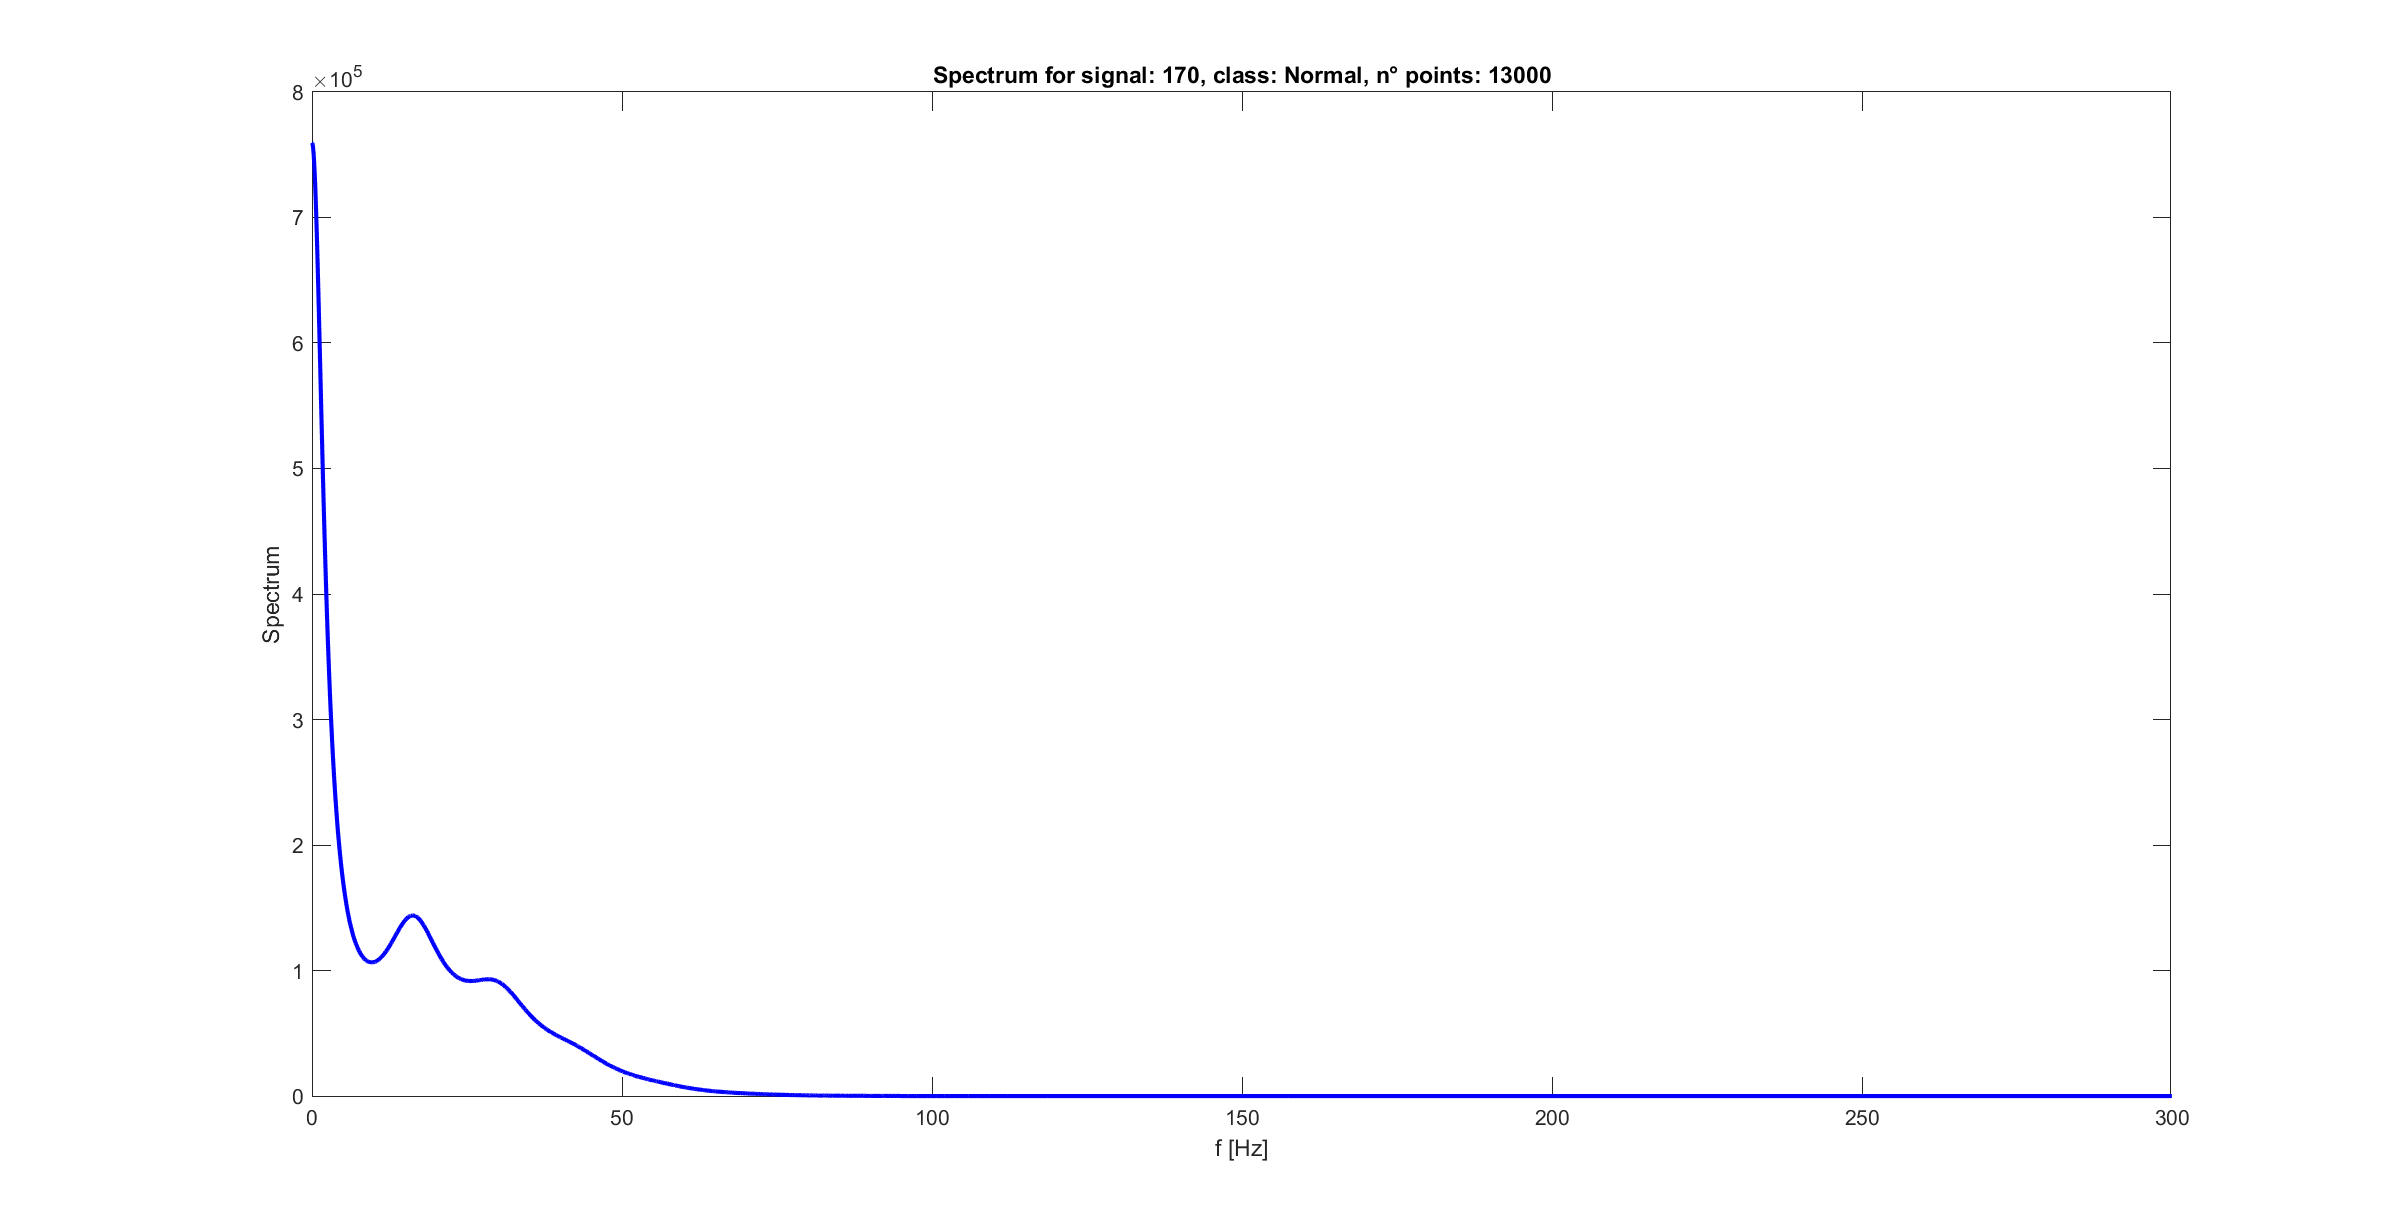 Spectrum for signal: 170, class: Normal, n° points: 13000
×10^5
8
7
6
5
4
3
2
1
0
Spectrum
0 50 100 150 200 250 300
f [Hz]